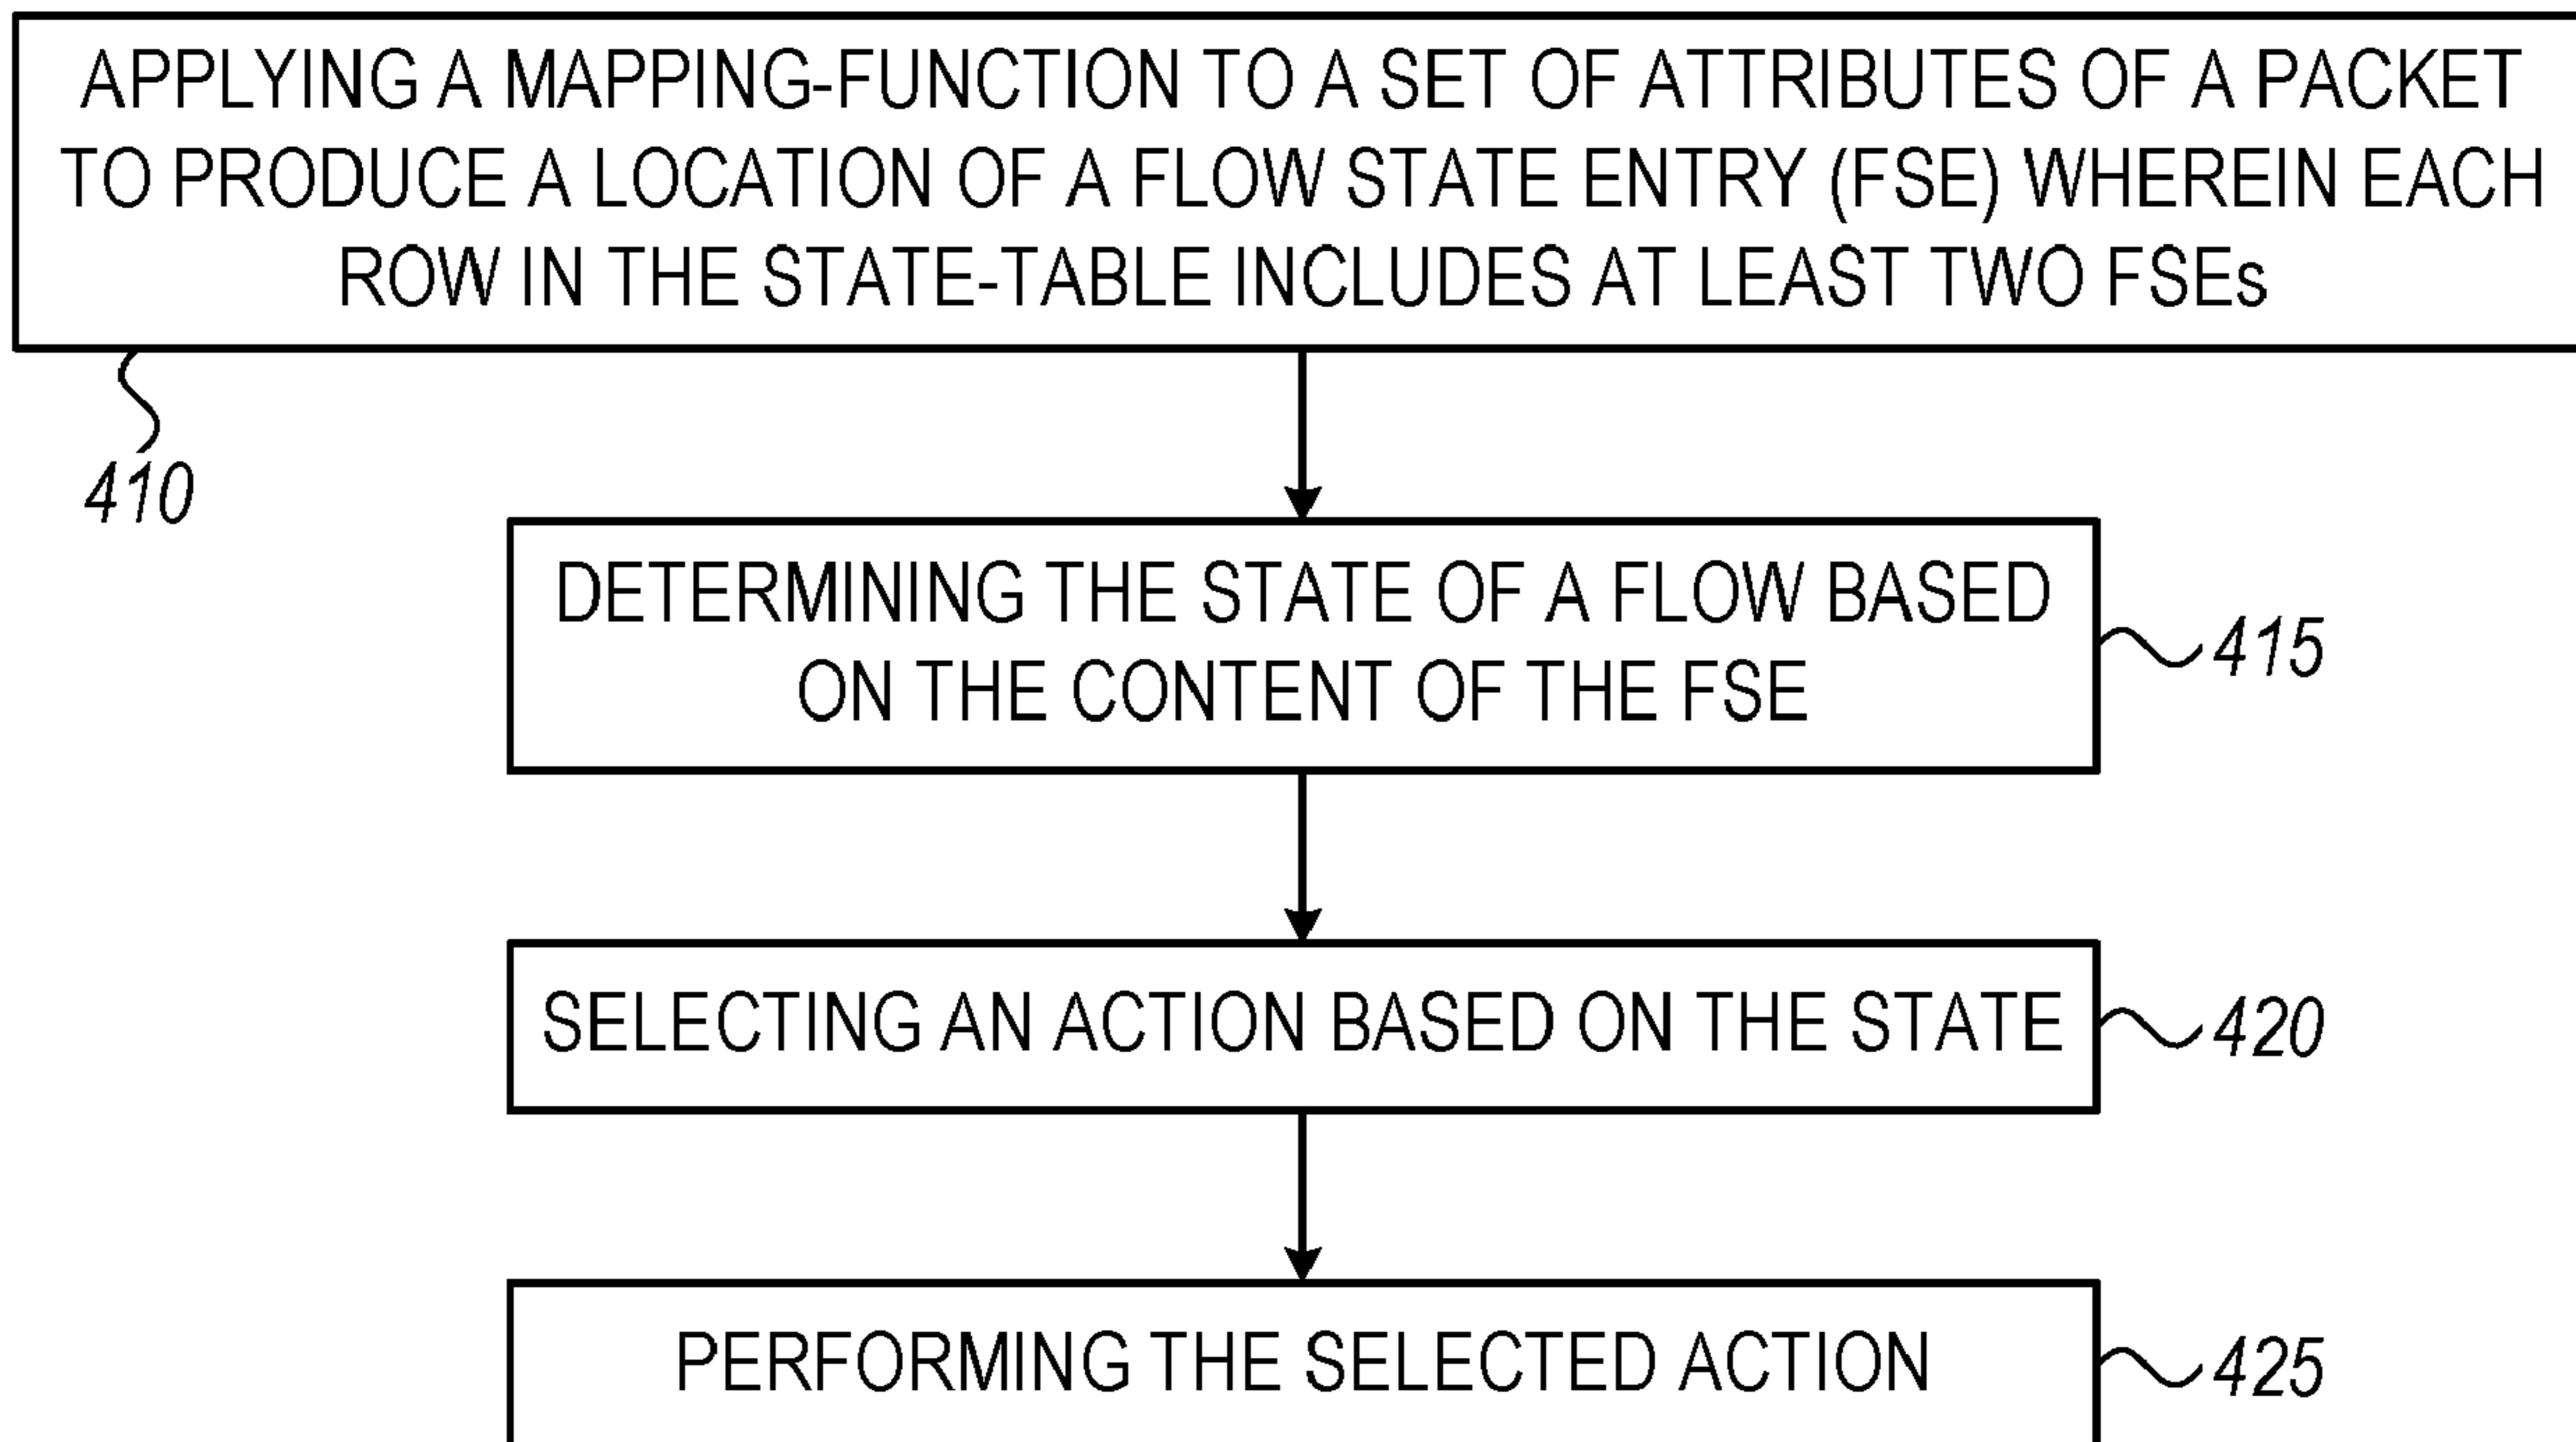 APPLYING A MAPPING-FUNCTION TO A SET OF ATTRIBUTES OF A PACKET
TO PRODUCE A LOCATION OF A FLOW STATE ENTRY (FSE) WHEREIN EACH
ROW IN THE STATE-TABLE INCLUDES AT LEAST TWO FSEs
410
DETERMINING THE STATE OF A FLOW BASED
ON THE CONTENT OF THE FSE
415
SELECTING AN ACTION BASED ON THE STATE
420
PERFORMING THE SELECTED ACTION
425